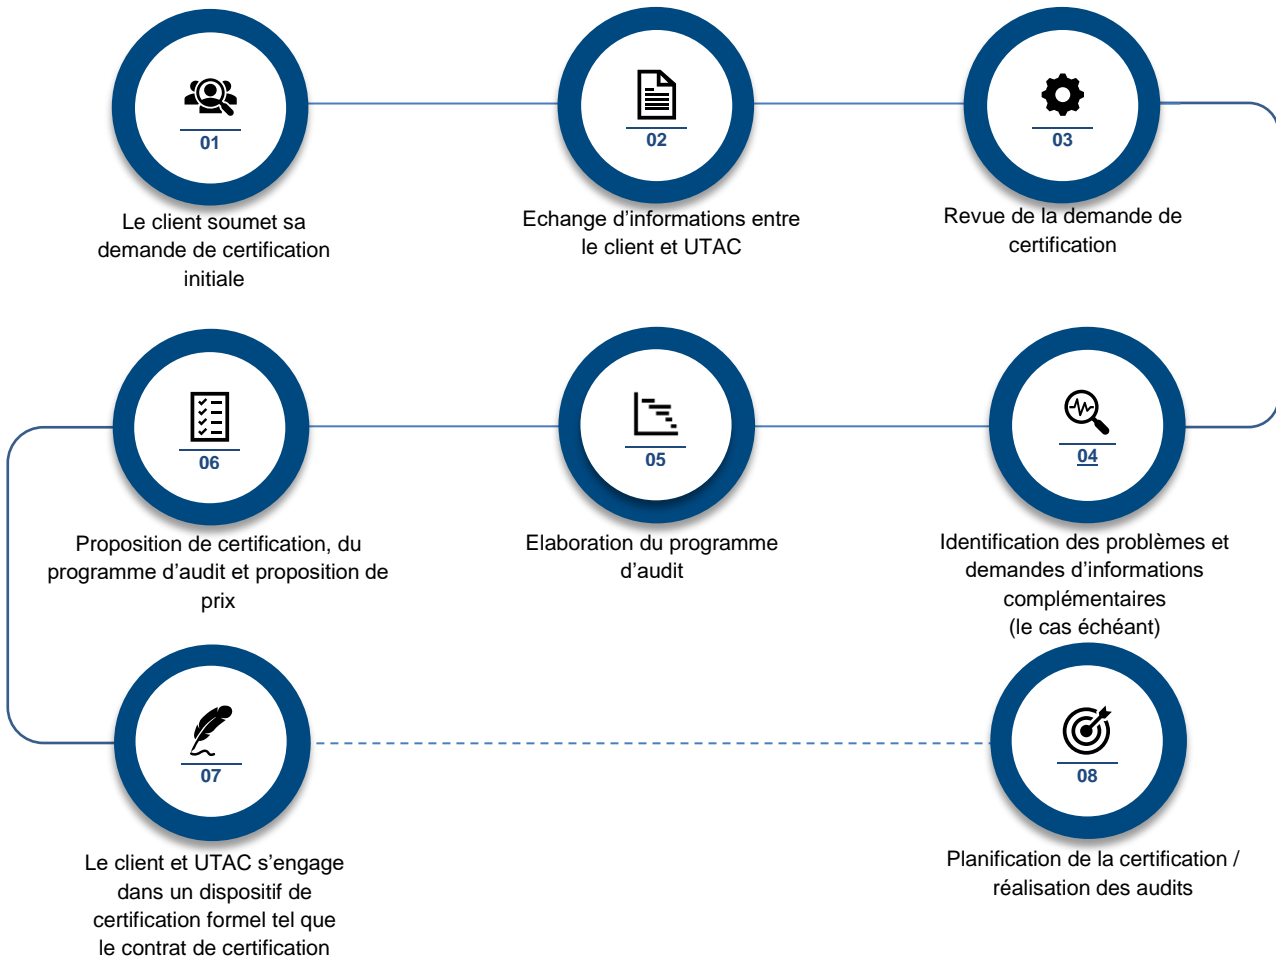 01
Le client soumet sa
demande de certification
initiale
02
Echange d’informations entre
le client et UTAC
03
Revue de la demande de
certification
04
Identification des problèmes et
demandes d’informations
complémentaires
(le cas échéant)
05
Elaboration du programme
d’audit
06
Proposition de certification, du
programme d’audit et proposition de
prix
07
Le client et UTAC s’engage
dans un dispositif de
certification formel tel que
le contrat de certification
08
Planification de la certification /
réalisation des audits